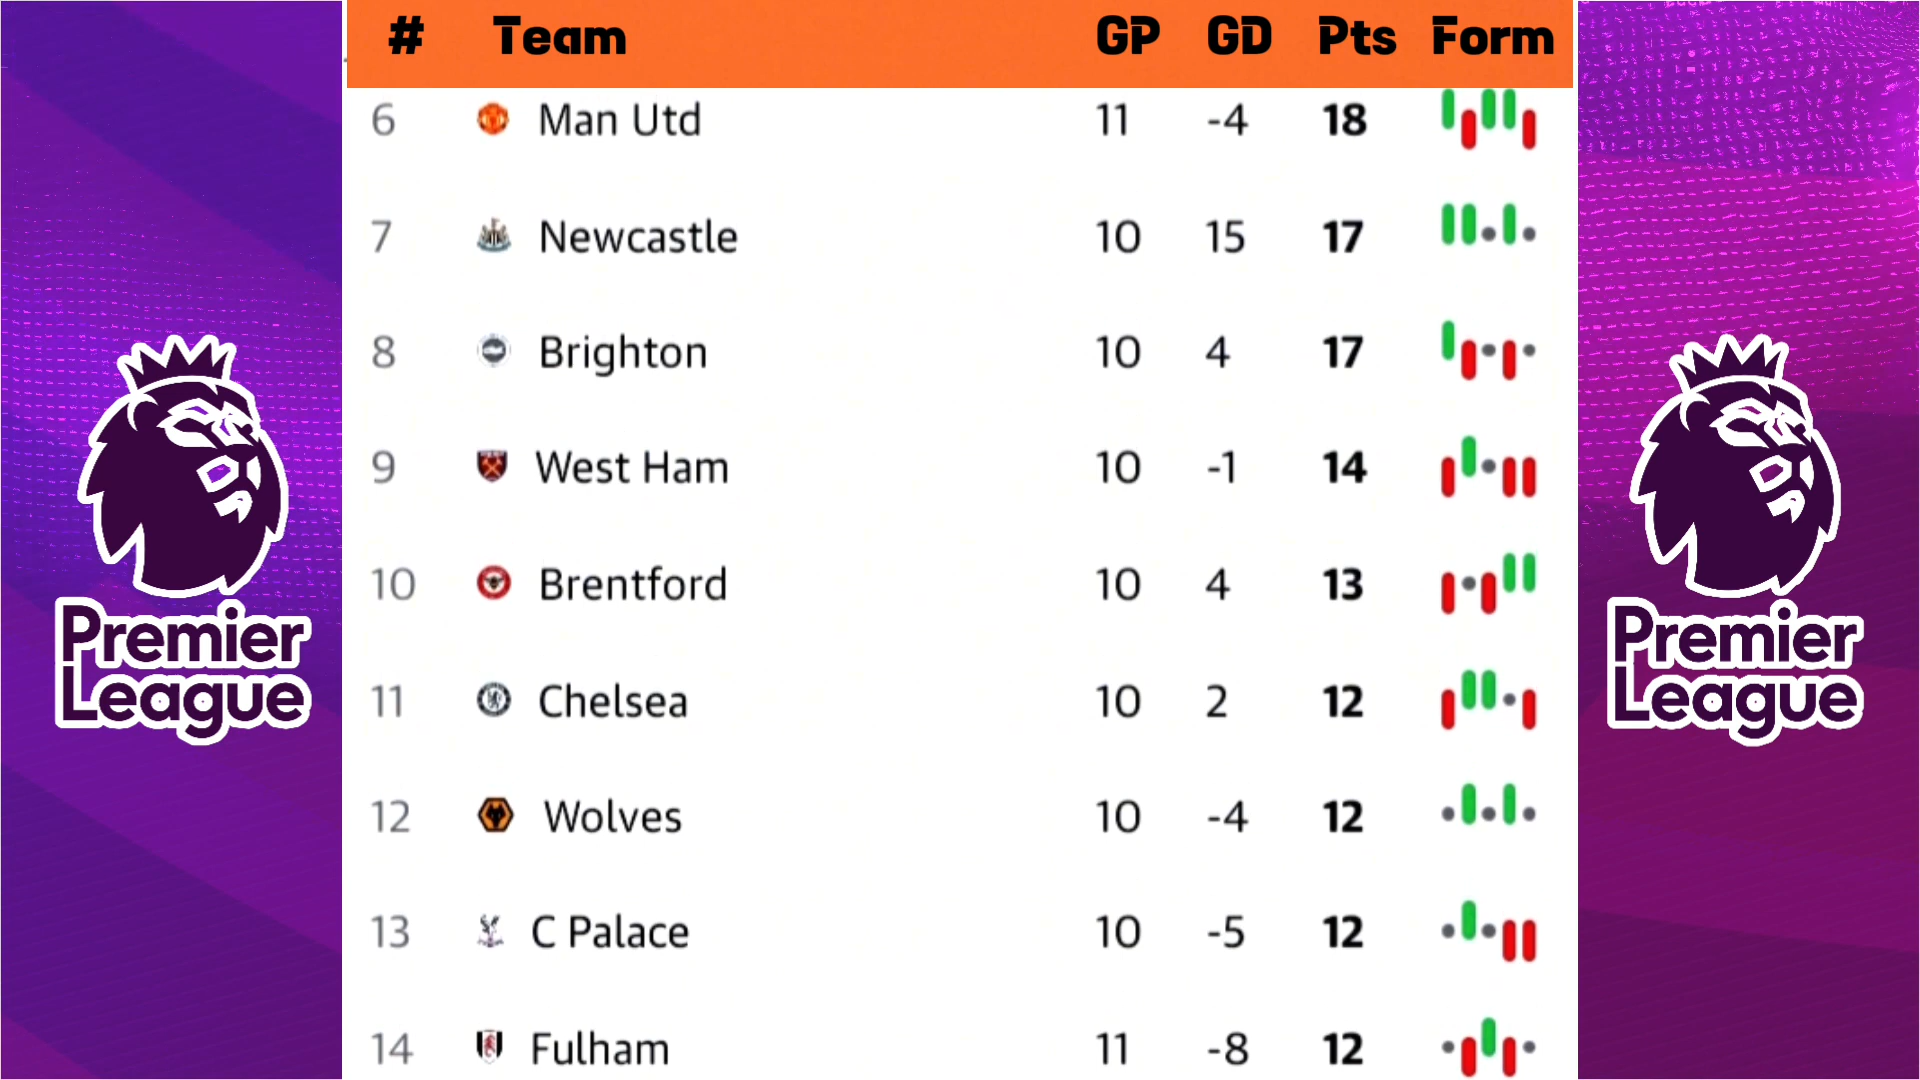 # Team GP GD Pts Form
6 Man Utd 11 -4 18
7 Newcastle 10 15 17
8 Brighton 10 4 17
9 West Ham 10 -1 14
10 Brentford 10 4 13
11 Chelsea 10 2 12
12 Wolves 10 -4 12
13 C Palace 10 -5 12
14 Fulham 11 -8 12
Premier
League
Premier
League